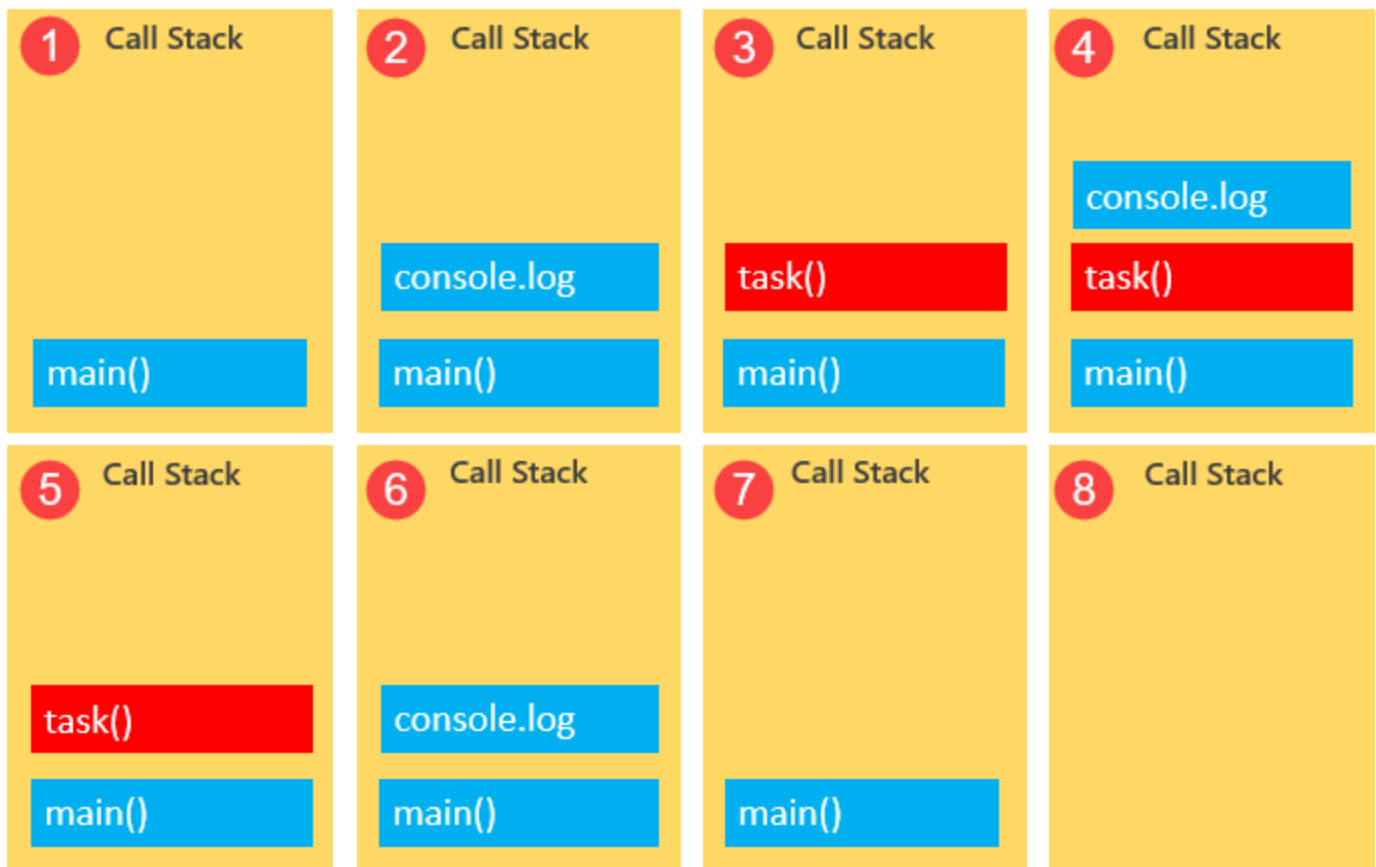 1 Call Stack
main()
2 Call Stack
console.log
main()
3 Call Stack
task()
main()
4 Call Stack
console.log
task()
main()
5 Call Stack
task()
main()
6 Call Stack
console.log
main()
7 Call Stack
main()
8 Call Stack